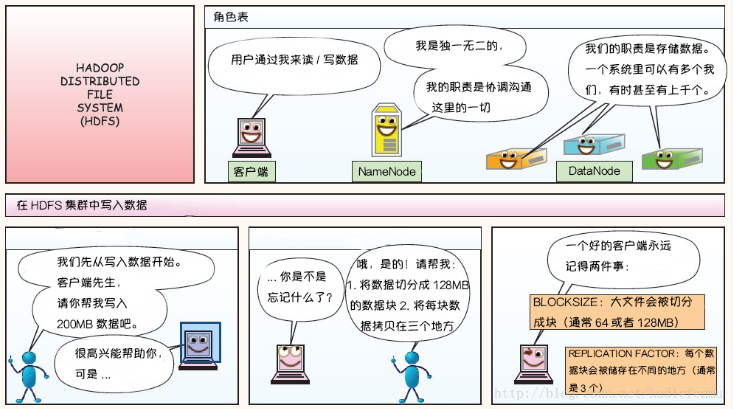 HADOOP
DISTRIBUTED
FILE
SYSTEM
(HDFS)
角色表
用户通过我来读 / 写数据
我是独一无二的,
我的职责是协调沟通
这里的一切
我们的职责是存储数据。
一个系统里可以有多个我
们，有时甚至有上千个。
客户端
NameNode
DataNode
在 HDFS 集群中写入数据
我们先从写入数据开始。
客户端先生，
请你帮我写入
200MB 数据吧。
很高兴能帮助你，
可是 ...
... 你是不是
忘记什么了？
哦，是的！请帮我：
1. 将数据切分成 128MB
的数据块 2. 将每块数
据拷贝在三个地方
一个好的客户端永远
记得两件事：
BLOCKSIZE：大文件会被切分
成块（通常 64 或者 128MB）
REPLICATION FACTOR：每个数
据块会被储存在不同的地方（通常
是 3 个）